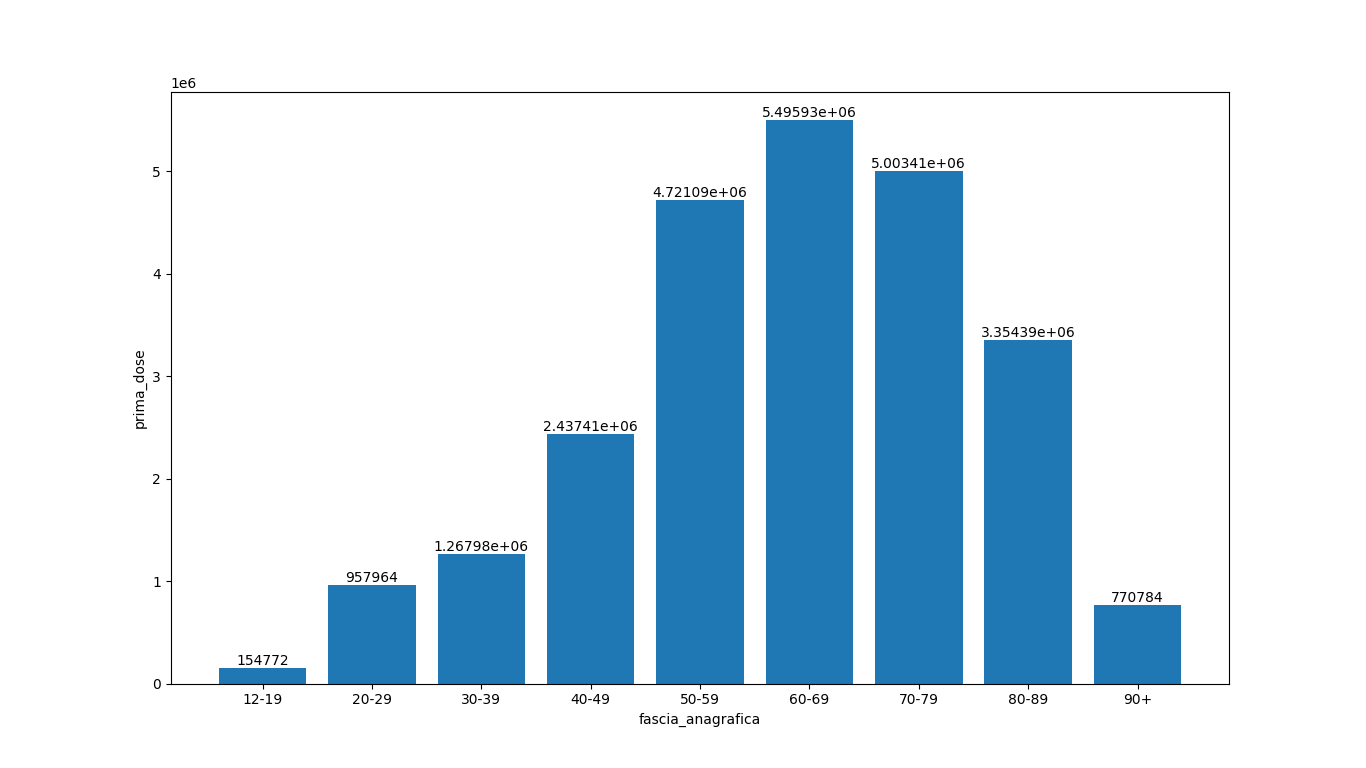 1e6
5.49593e+06
5.00341e+06
5
4.72109e+06
4
3.35439e+06
3
prima_dose
2.43741e+06
2
1.26798e+06
957964
1
770784
154772
0
12-19 20-29 30-39 40-49 50-59 60-69 70-79 80-89 90+
fascia_anagrafica